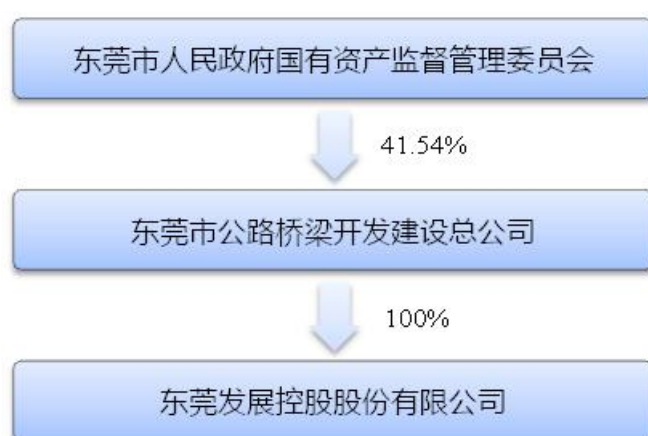 东莞市人民政府国有资产监督管理委员会
41.54%
东莞市公路桥梁开发建设总公司
100%
东莞发展控股股份有限公司